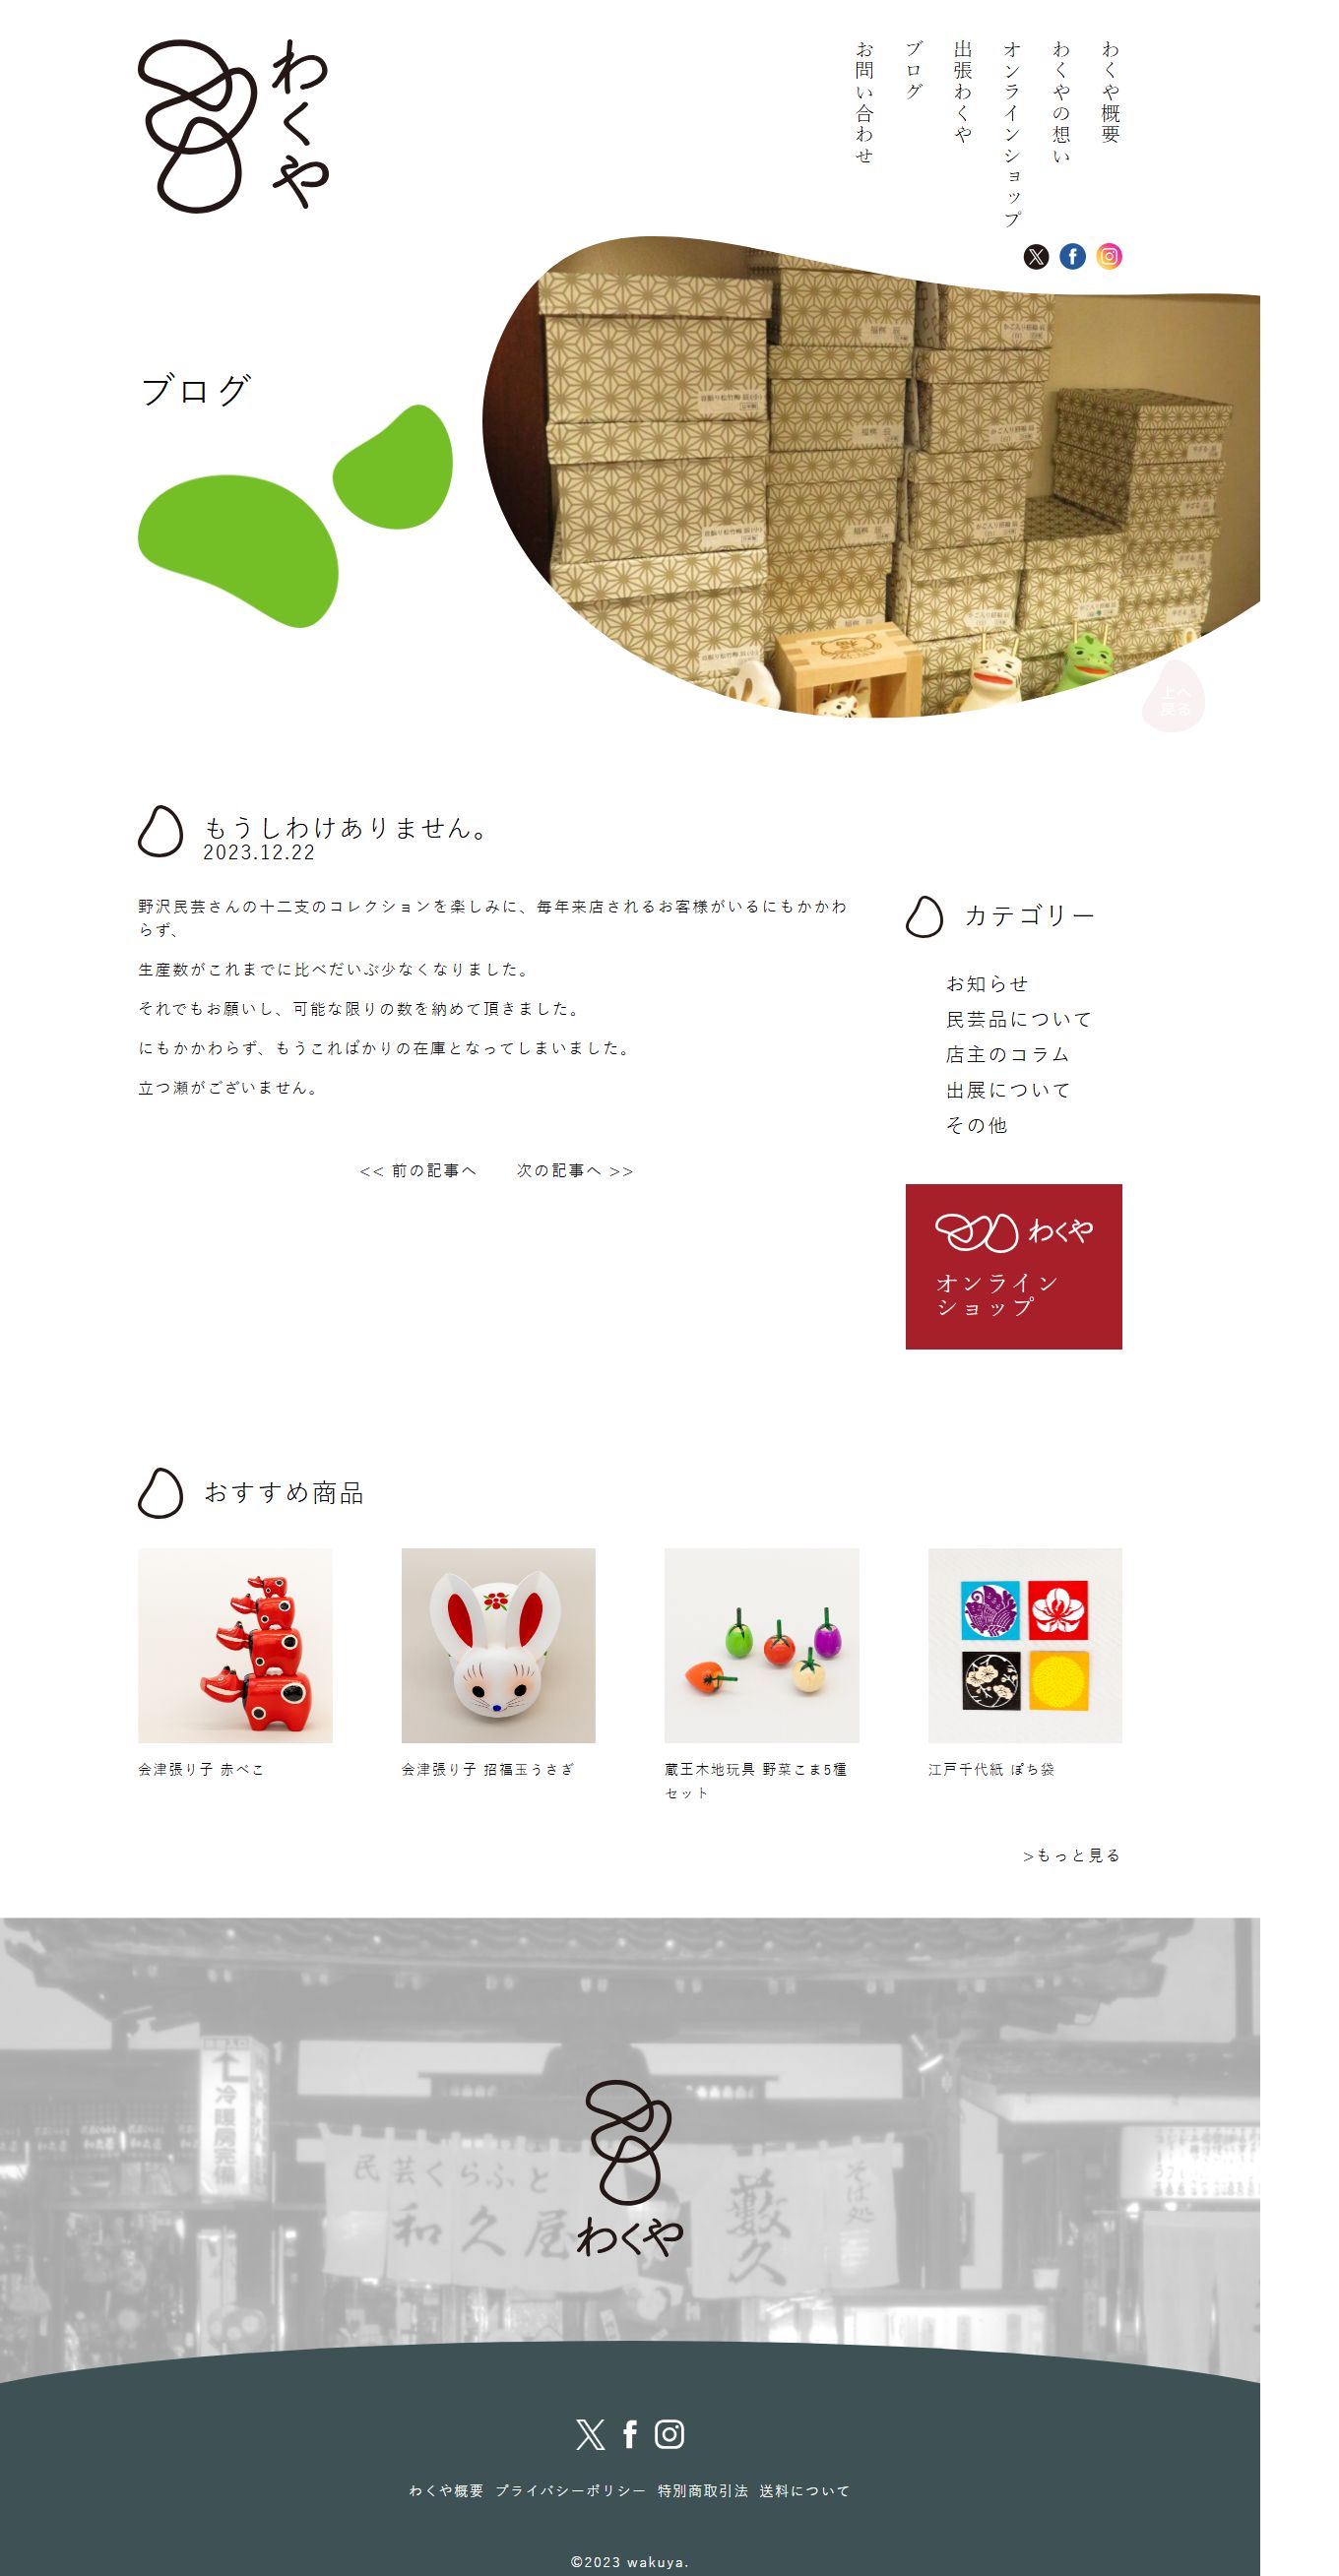 わくや
わくや概要
わくやの想い
オンラインショップ
出張わくや
ブログ
お問い合わせ
ブログ
上へ
戻る
もうしわけありません。
2023.12.22
野沢民芸さんの十二支のコレクションを楽しみに、毎年来店されるお客様がいるにもかかわ
らず、
生産数がこれまでに比べだいぶ少なくなりました。
それでもお願いし、可能な限りの数を納めて頂きました。
にもかかわらず、もうこればかりの在庫となってしまいました。
立つ瀬がございません。
<< 前の記事へ 次の記事へ >>
カテゴリー
お知らせ
民芸品について
店主のコラム
出展について
その他
わくや
オンライン
ショップ
おすすめ商品
会津張り子 赤べこ
会津張り子 招福玉うさぎ
蔵王木地玩具 野菜こま5種
セット
江戸千代紙 ぽち袋
>もっと見る
冷暖房完備
民芸くらふと
和久屋
そば処
藪久
わくや
わくや概要 プライバシーポリシー 特別商取引法 送料について
©2023 wakuya.